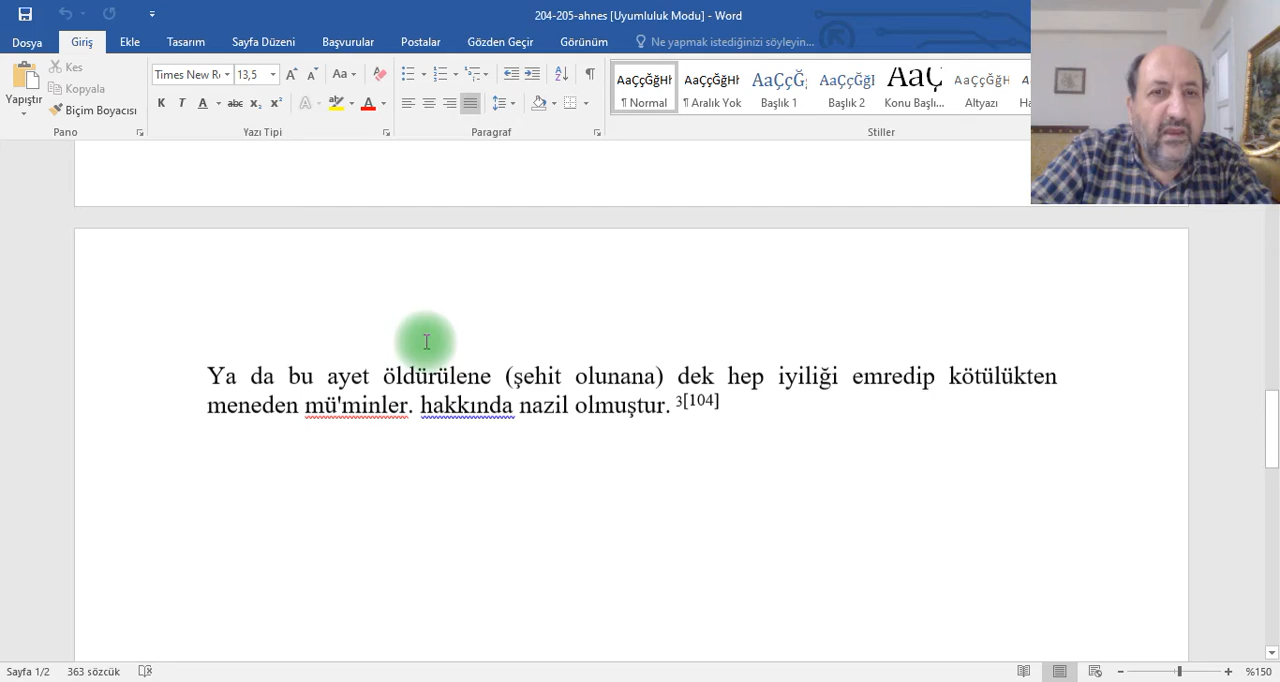 204-205-ahnes [Uyumluluk Modu] - Word
Dosya Giriş Ekle Tasarım Sayfa Düzeni Başvurular Postalar Gözden Geçir Görünüm Ne yapmak istediğinizi söyleyin...
Yapıştır
Kes
Kopyala
Biçim Boyacısı
Pano
Times New R 13,5
Yazı Tipi
Paragraf
AaÇçĞğHł AaÇçĞğHł AaÇçĞ AaÇçĞğI AaÇ AaÇçĞğH
¶ Normal ¶ Aralık Yok Başlık 1 Başlık 2 Konu Başlı... Altyazı
Stiller
Ya da bu ayet öldürülene (şehit olunana) dek hep iyiliği emredip kötülükten
meneden mü'minler. hakkında nazil olmuştur. 3[104]
Sayfa 1/2 363 sözcük %150